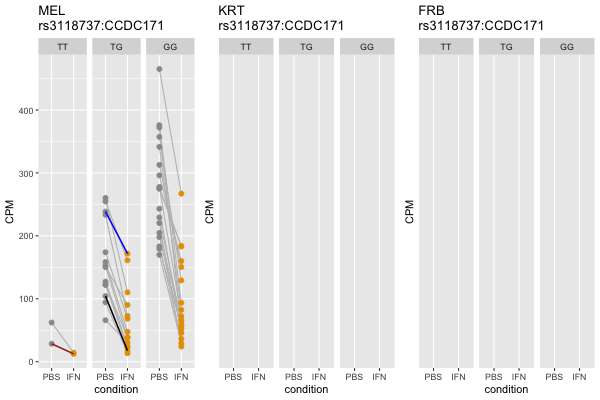 MEL
rs3118737:CCDC171
KRT
rs3118737:CCDC171
FRB
rs3118737:CCDC171
TT TG GG
TT TG GG
TT TG GG
CPM
400
300
200
100
0
CPM
CPM
PBS IFN PBS IFN PBS IFN
PBS IFN PBS IFN PBS IFN
PBS IFN PBS IFN PBS IFN
condition
condition
condition